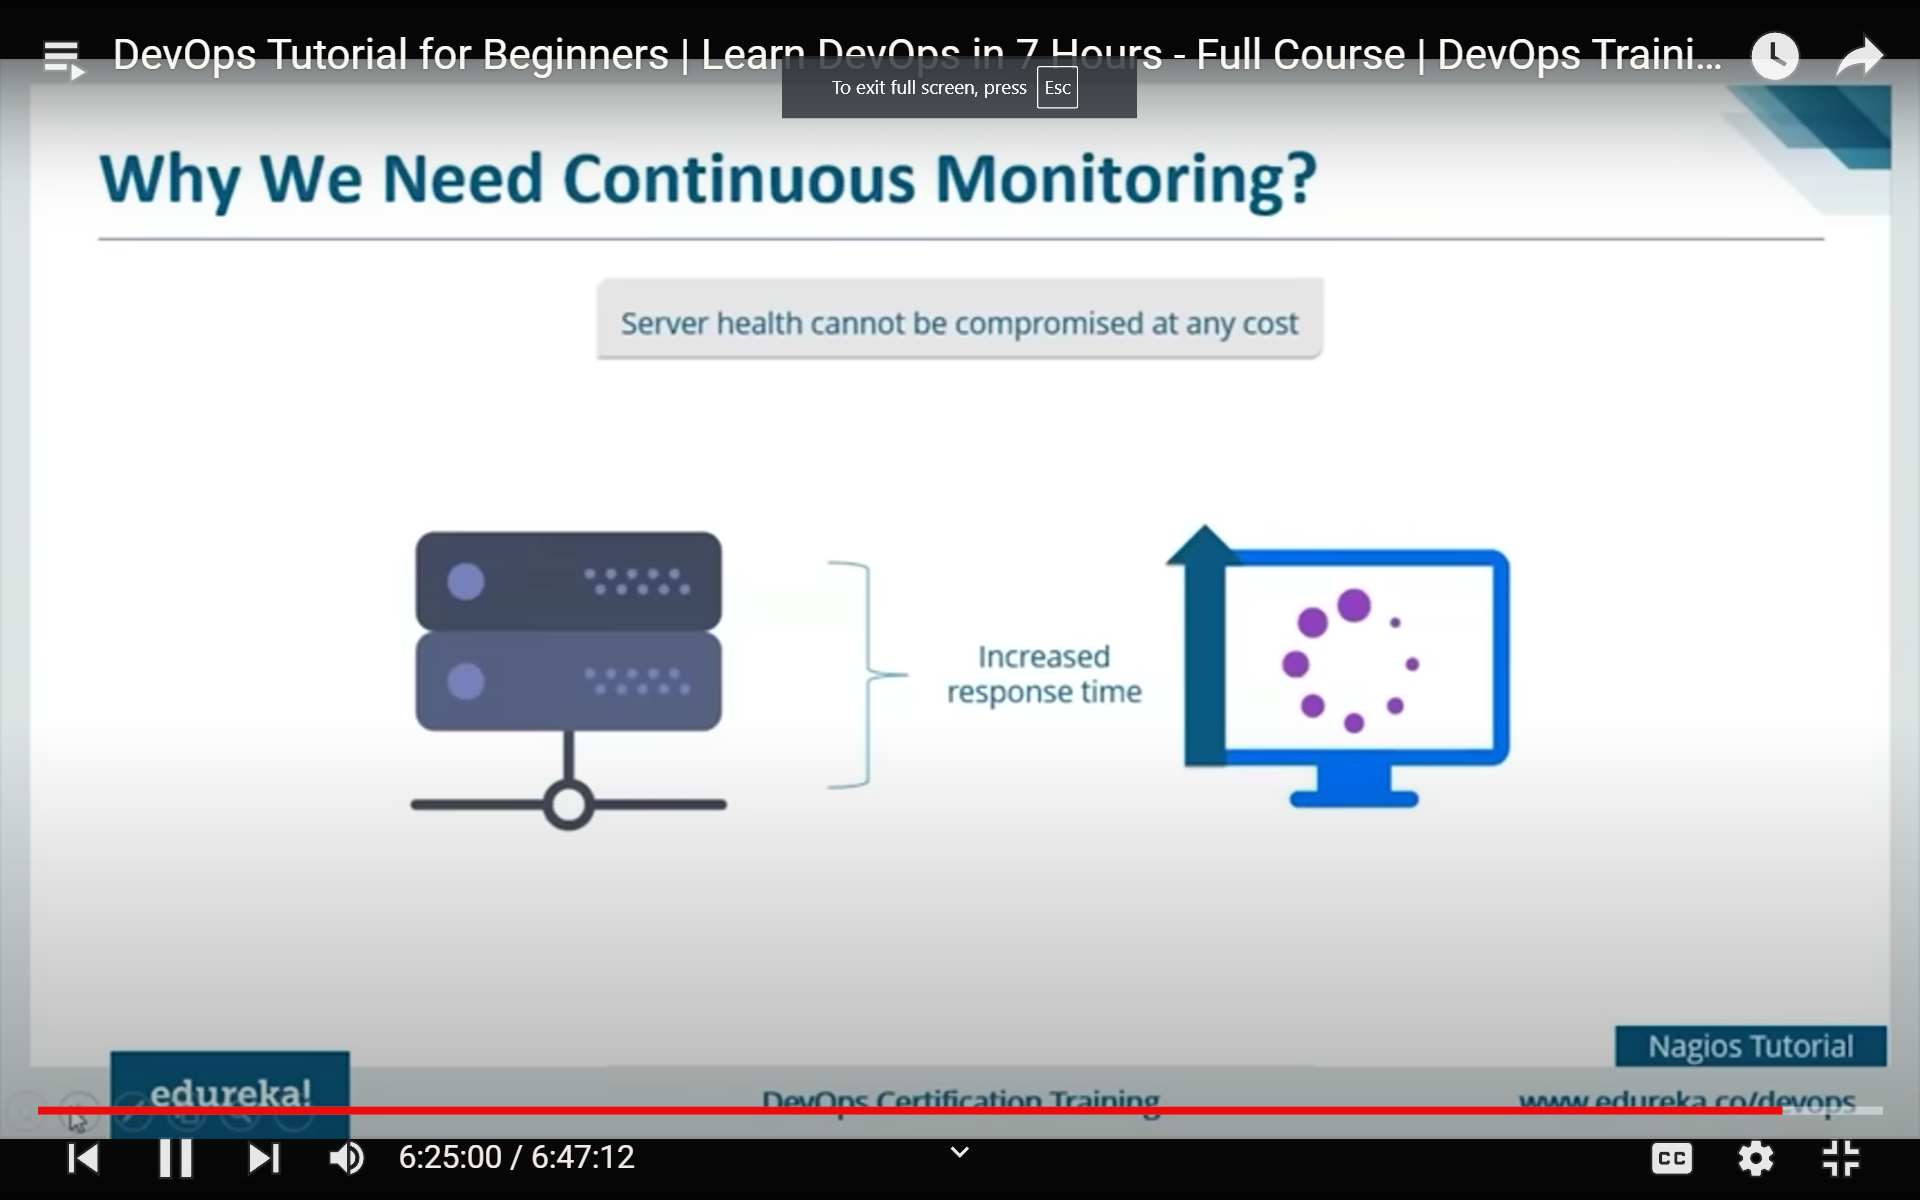 DevOps Tutorial for Beginners | Learn DevOps in 7 Hours - Full Course | DevOps Traini...
To exit full screen, press Esc
Why We Need Continuous Monitoring?
Server health cannot be compromised at any cost
Increased
response time
Nagios Tutorial
edureka!
DevOps Certification Training
www.edureka.co/devops
6:25:00 / 6:47:12
CC